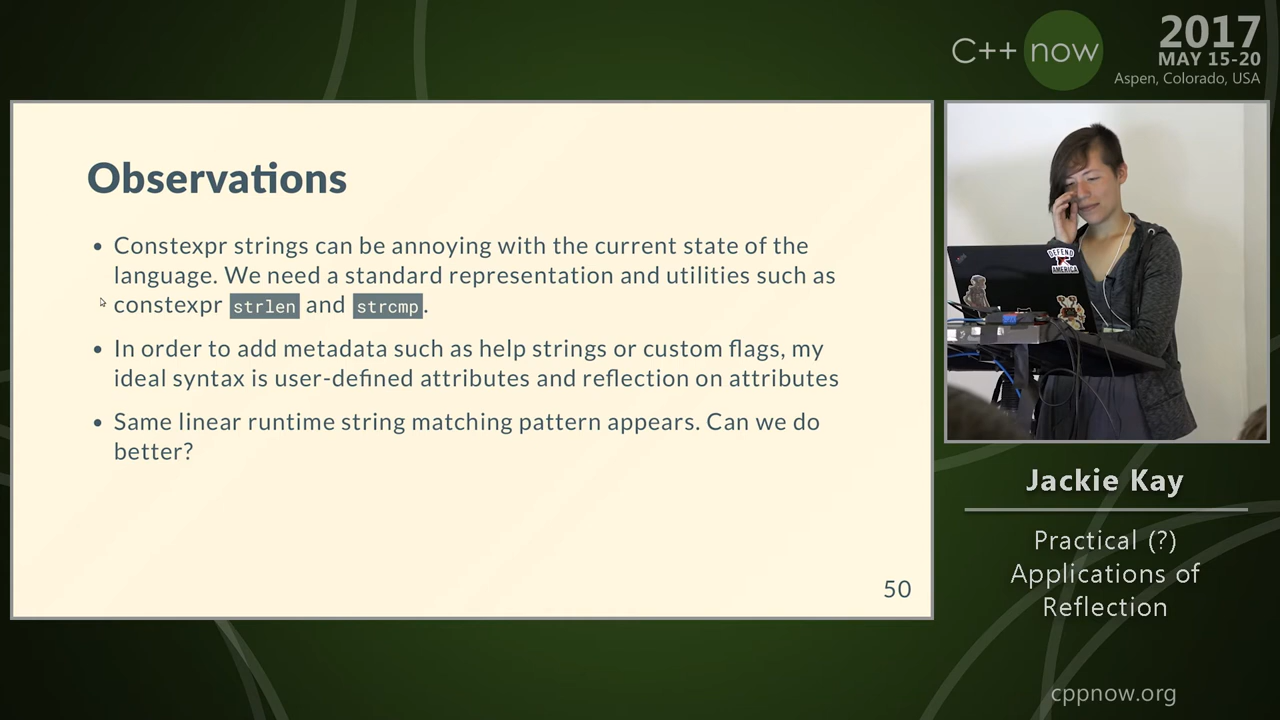 C++ now
2017
MAY 15-20
Aspen, Colorado, USA
Observations
• Constexpr strings can be annoying with the current state of the
language. We need a standard representation and utilities such as
constexpr strlen and strcmp.
• In order to add metadata such as help strings or custom flags, my
ideal syntax is user-defined attributes and reflection on attributes
• Same linear runtime string matching pattern appears. Can we do
better?
50
DEFEND
AMERICA
Jackie Kay
Practical (?)
Applications of
Reflection
cppnow.org